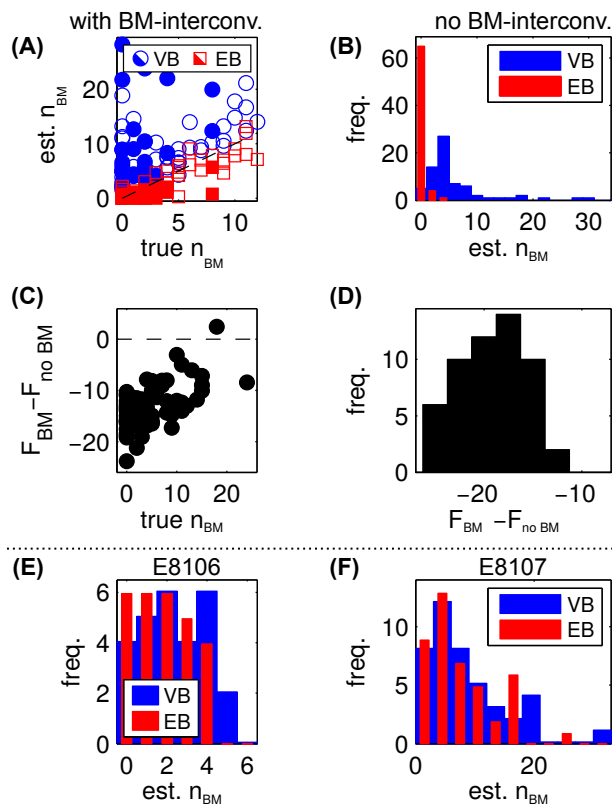 with BM-interconv.
no BM-interconv.
(A)
VB EB
20
10
0
est. n_BM
0 5 10
true n_BM
(B)
VB
EB
60
40
20
0
freq.
0 10 20 30
est. n_BM
(C)
0
−10
−20
F_BM −F_no BM
0 10 20
true n_BM
(D)
10
5
0
freq.
−20 −10
F_BM −F_no BM
(E)
E8106
6
4
2
0
freq.
VB
EB
0 2 4 6
est. n_BM
(F)
E8107
VB
EB
10
5
0
freq.
0 20
est. n_BM